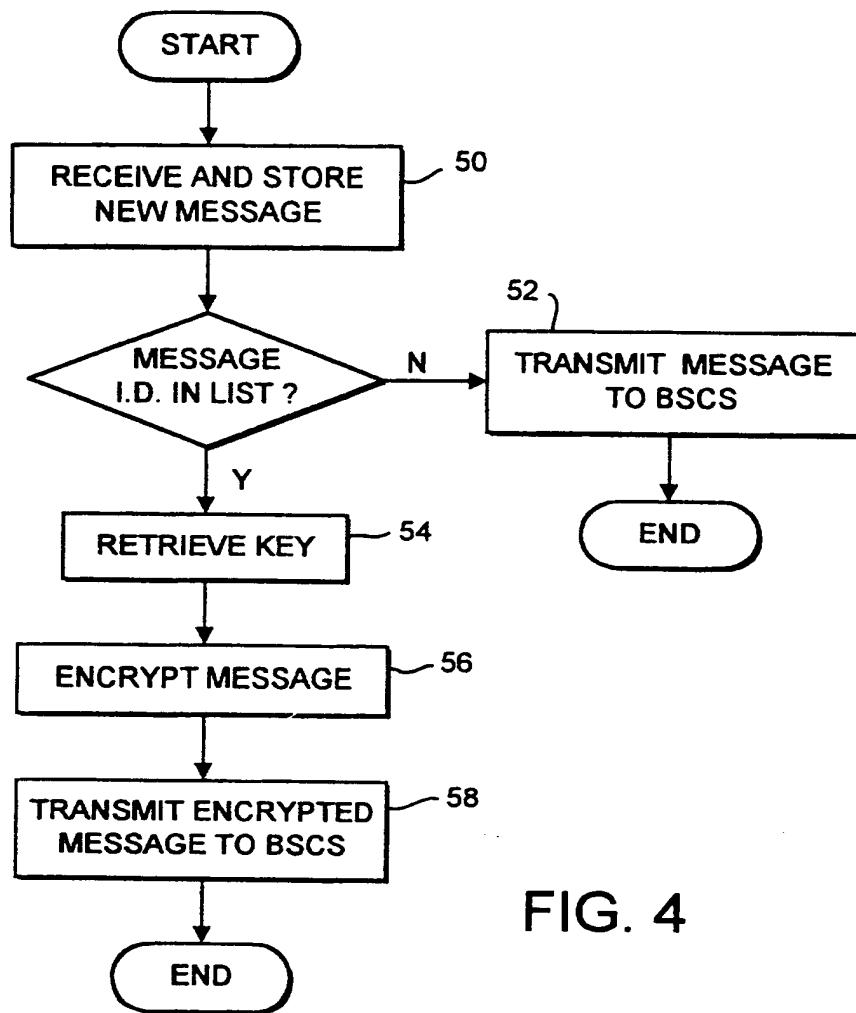 START
RECEIVE AND STORE
NEW MESSAGE
50
MESSAGE
I.D. IN LIST ?
N
52
TRANSMIT MESSAGE
TO BSCS
END
Y
RETRIEVE KEY
54
ENCRYPT MESSAGE
56
TRANSMIT ENCRYPTED
MESSAGE TO BSCS
58
END
FIG. 4